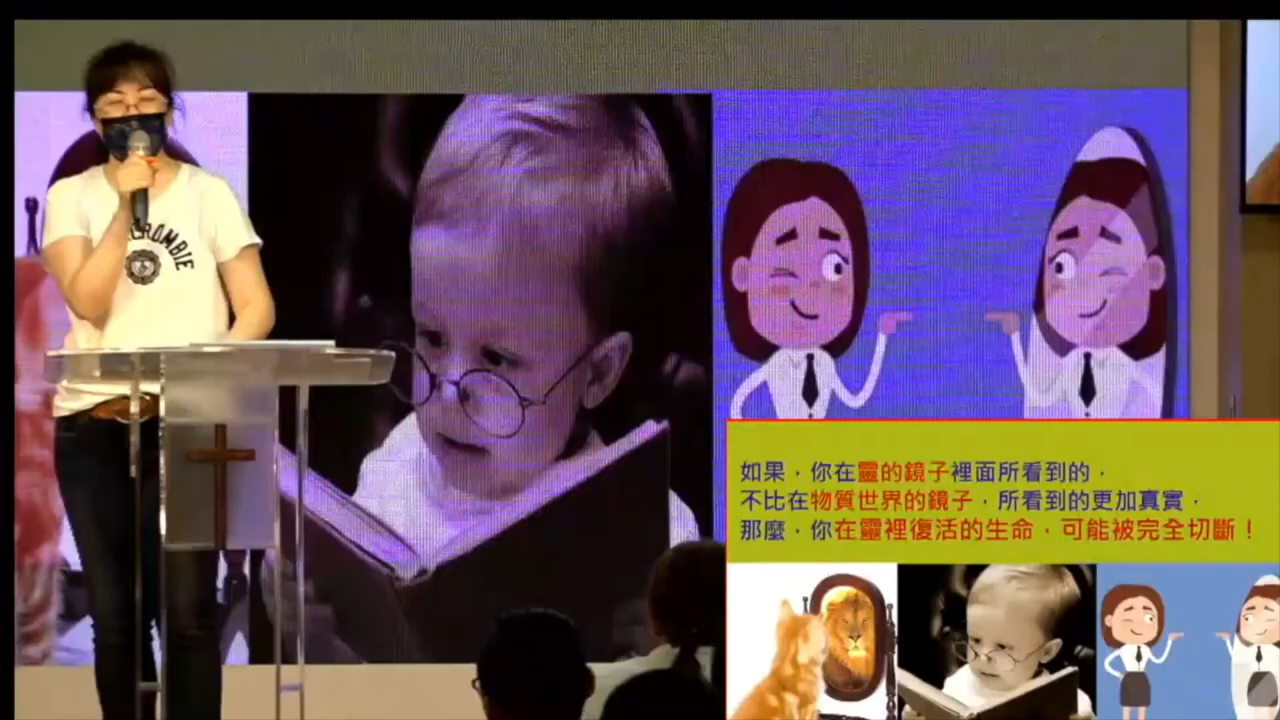 如果，你在靈的鏡子裡面所看到的，
不比在物質世界的鏡子，所看到的更加真實，
那麼，你在靈裡復活的生命，可能被完全切斷！